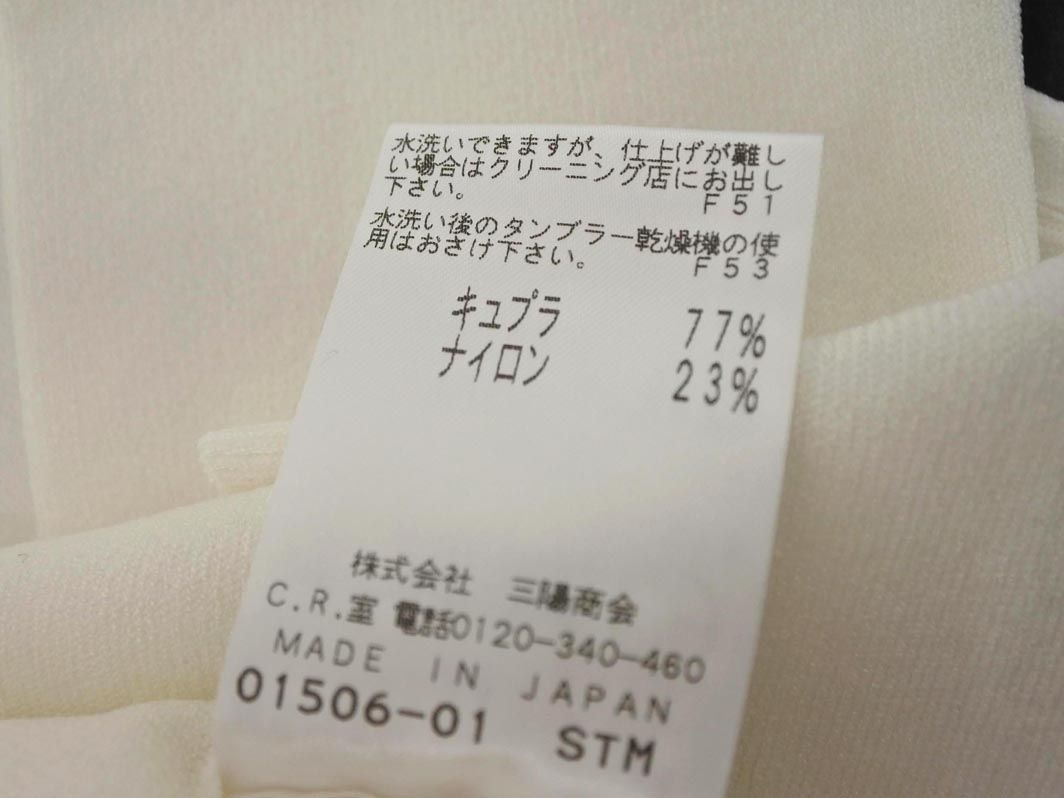 水洗いできますが、仕上げが難し
い場合はクリーニング店にお出し
下さい。 F51
水洗い後のタンブラー乾燥機の使
用はおさけ下さい。 F53
キュプラ 77%
ナイロン 23%
株式会社 三陽商会
C.R.室 電話0120-340-460
MADE IN JAPAN
01506-01 STM